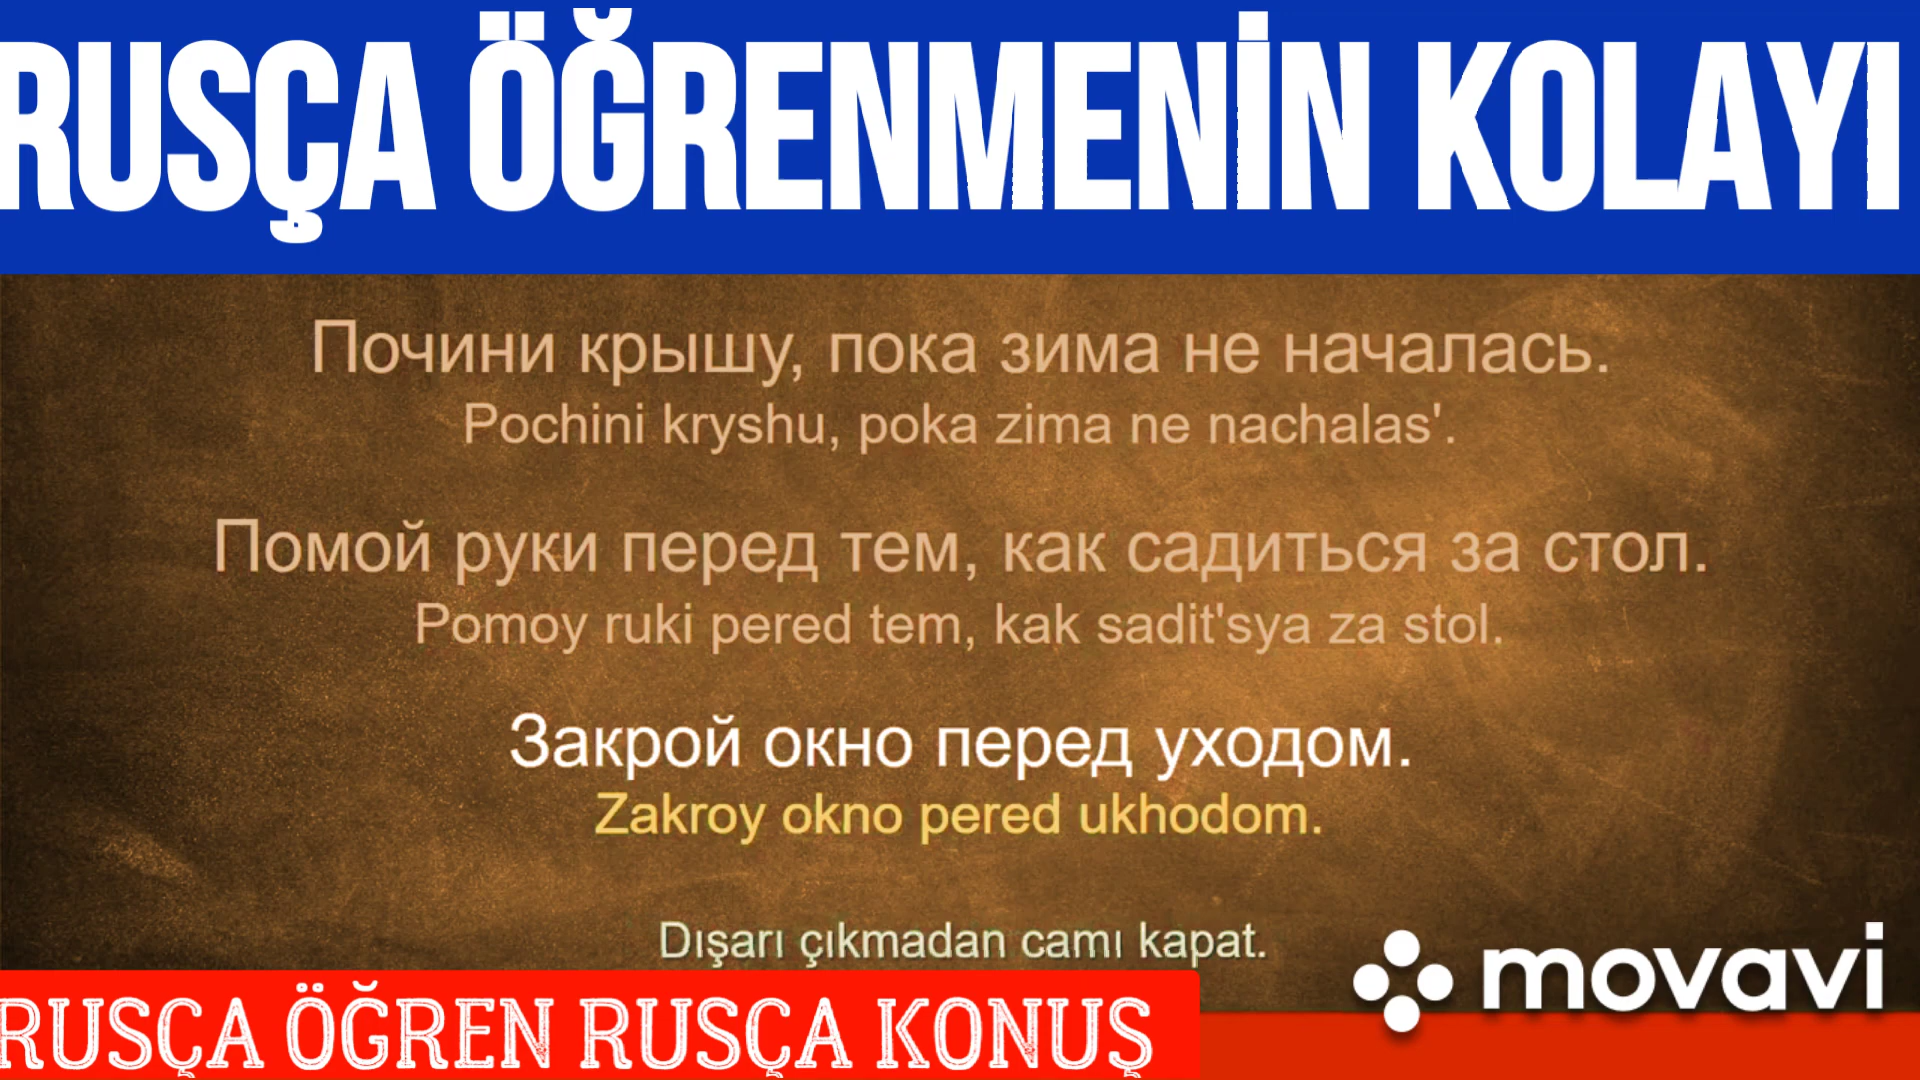 RUSÇA ÖĞRENMENİN KOLAYI
Почини крышу, пока зима не началась.
Pochini kryshu, poka zima ne nachalas'.
Помой руки перед тем, как садиться за стол.
Pomoy ruki pered tem, kak sadit'sya za stol.
Закрой окно перед уходом.
Zakroy okno pered ukhodom.
Dışarı çıkmadan camı kapat.
movavi
RUSÇA ÖĞREN RUSÇA KONUŞ